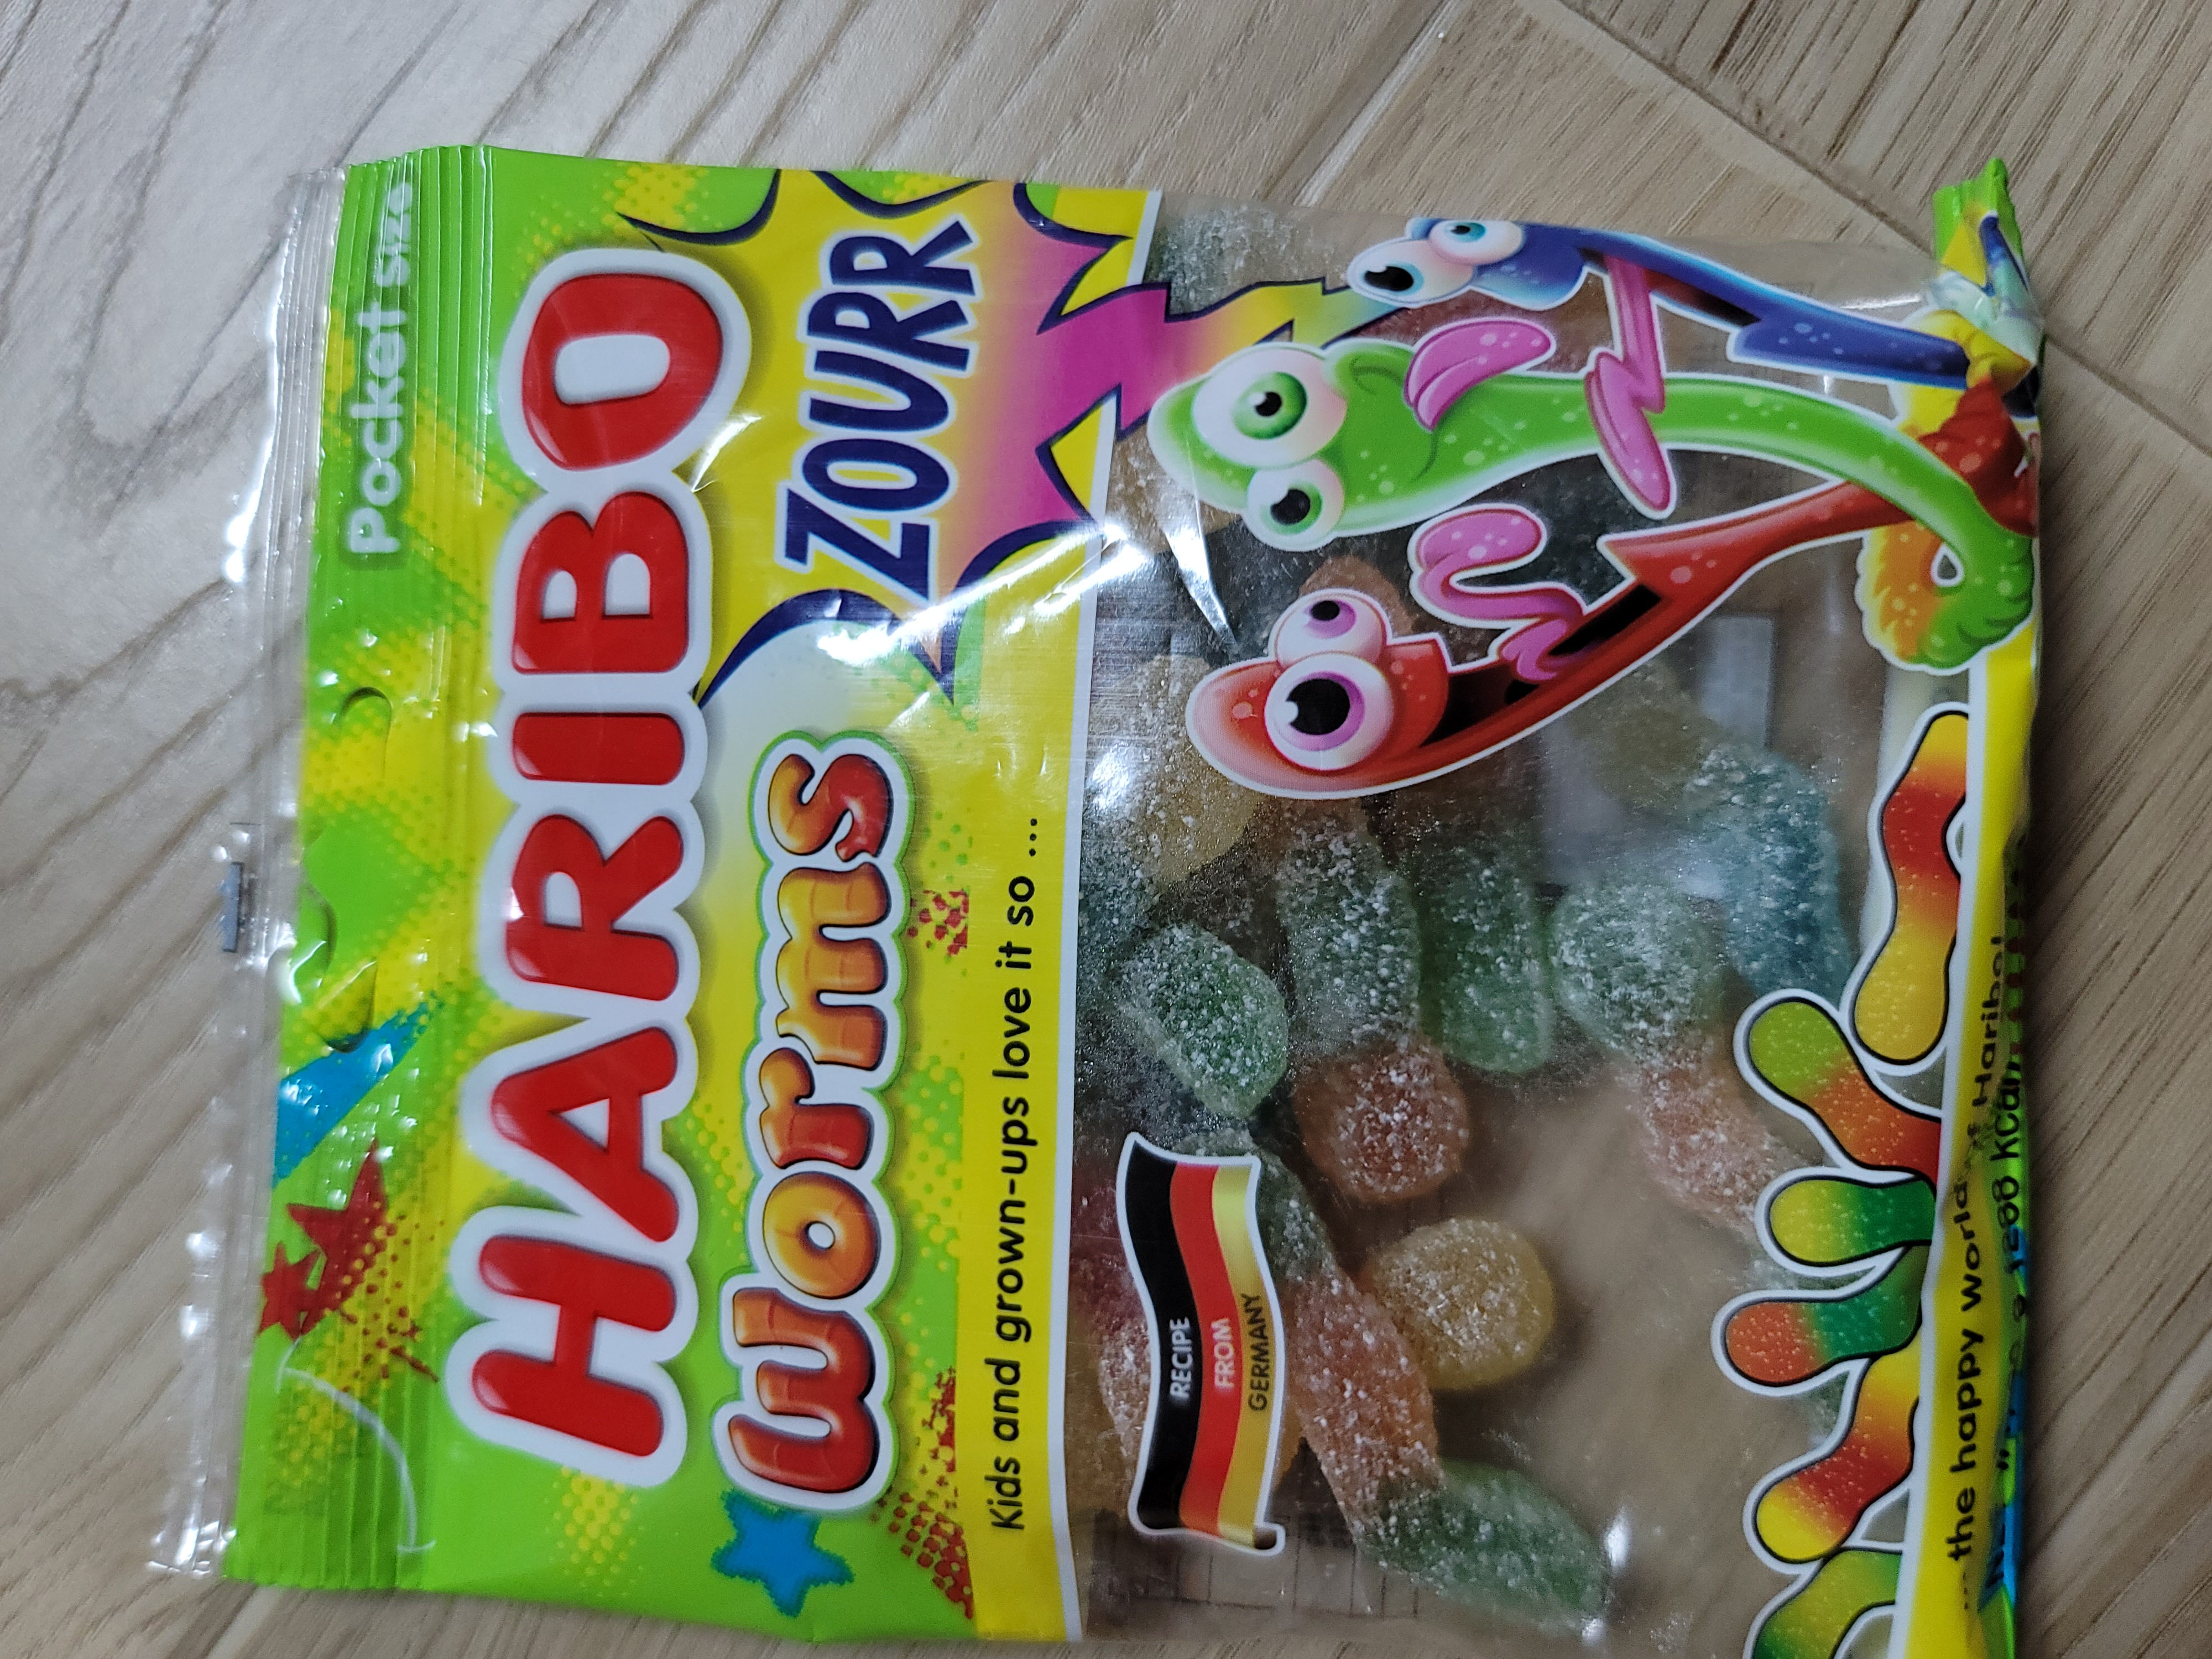 Pocket Size
HARIBO
ZOURR
Worms
Kids and grown-ups love it so ...
RECIPE
FROM
GERMANY
...the happy world of Haribo!